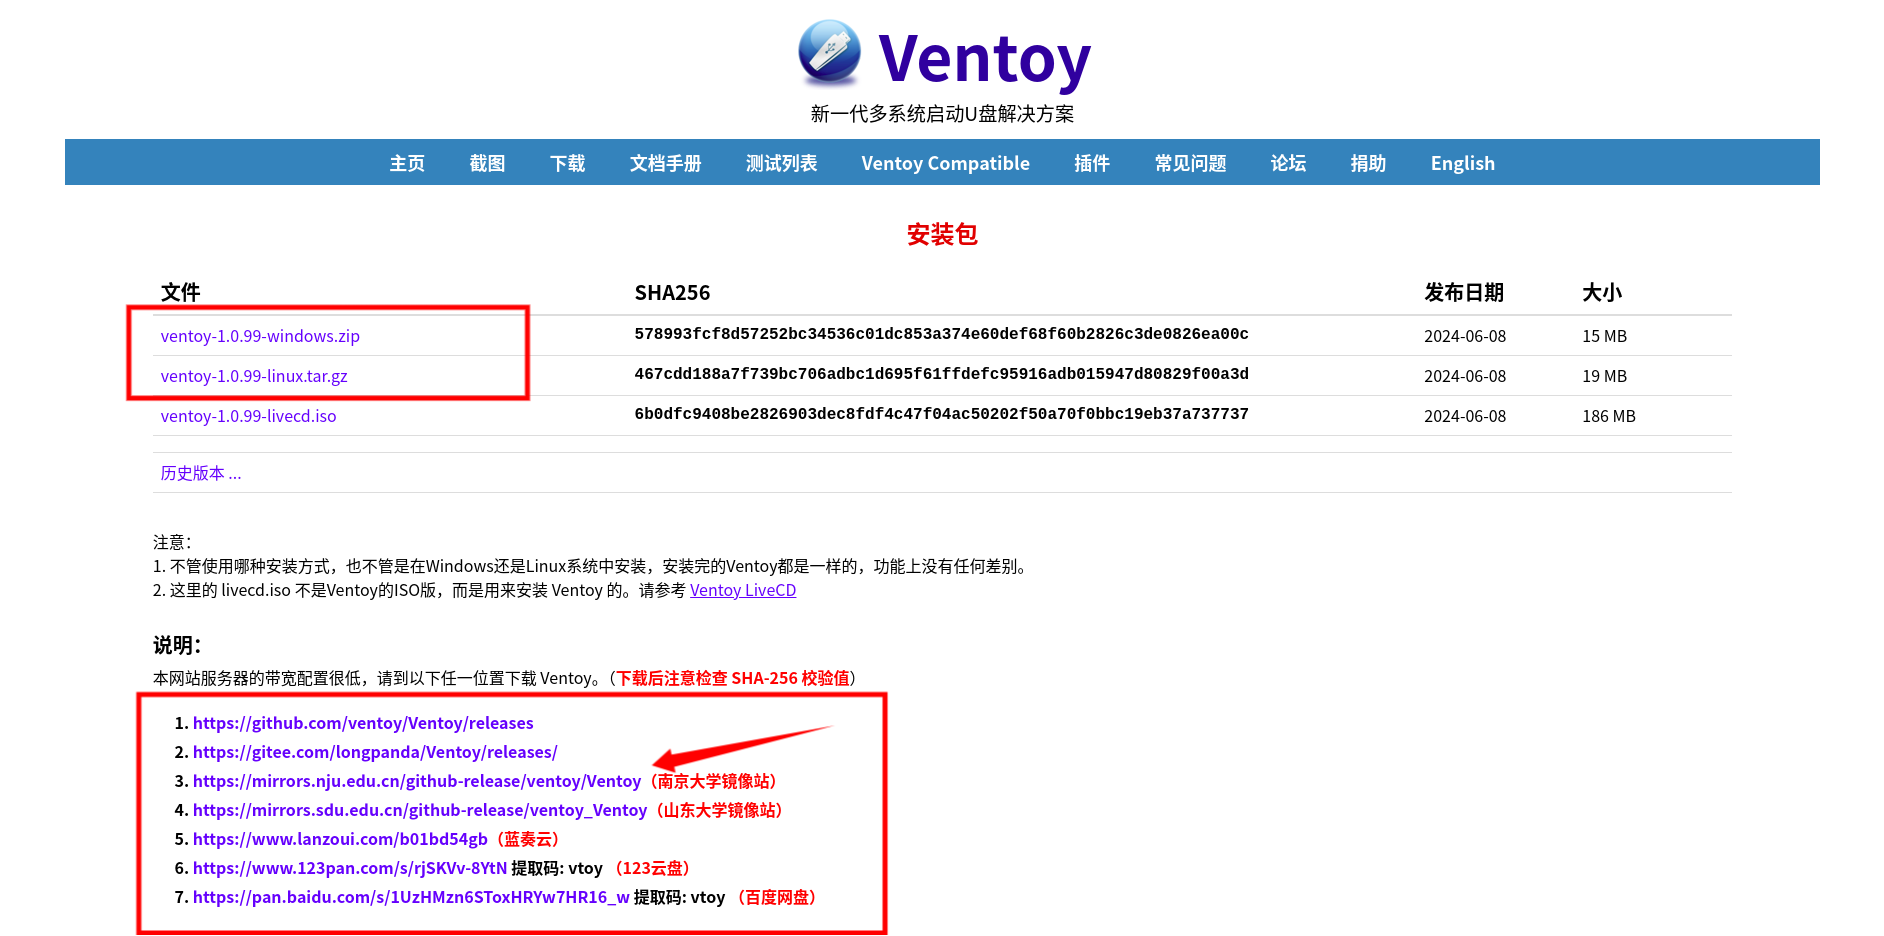 Ventoy
新一代多系统启动U盘解决方案
主页 截图 下载 文档手册 测试列表 Ventoy Compatible 插件 常见问题 论坛 捐助 English
安装包
文件 SHA256 发布日期 大小
ventoy-1.0.99-windows.zip 578993fcf8d57252bc34536c01dc853a374e60def68f60b2826c3de0826ea00c 2024-06-08 15 MB
ventoy-1.0.99-linux.tar.gz 467cdd188a7f739bc706adbc1d695f61ffdefc95916adb015947d80829f00a3d 2024-06-08 19 MB
ventoy-1.0.99-livecd.iso 6b0dfc9408be2826903dec8fdf4c47f04ac50202f50a70f0bbc19eb37a737737 2024-06-08 186 MB
历史版本 ...
注意：
1. 不管使用哪种安装方式，也不管是在Windows还是Linux系统中安装，安装完的Ventoy都是一样的，功能上没有任何差别。
2. 这里的 livecd.iso 不是Ventoy的ISO版，而是用来安装 Ventoy 的。请参考 Ventoy LiveCD
说明：
本网站服务器的带宽配置很低，请到以下任一位置下载 Ventoy。（下载后注意检查 SHA-256 校验值）
1. https://github.com/ventoy/Ventoy/releases
2. https://gitee.com/longpanda/Ventoy/releases/
3. https://mirrors.nju.edu.cn/github-release/ventoy/Ventoy（南京大学镜像站）
4. https://mirrors.sdu.edu.cn/github-release/ventoy_Ventoy（山东大学镜像站）
5. https://www.lanzoui.com/b01bd54gb（蓝奏云）
6. https://www.123pan.com/s/rjSKVv-8YtN 提取码: vtoy （123云盘）
7. https://pan.baidu.com/s/1UzHMzn6SToxHRYw7HR16_w 提取码: vtoy （百度网盘）